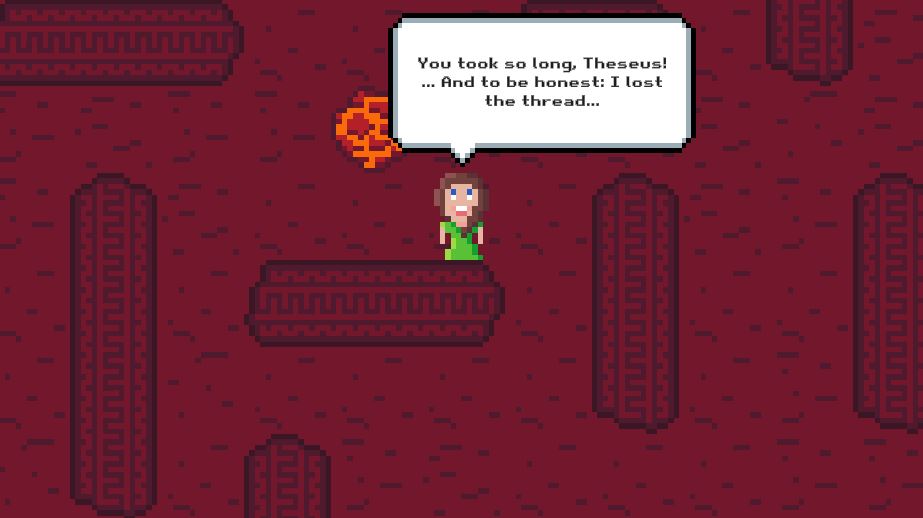 You took so long, Theseus!
... And to be honest: I lost
the thread...